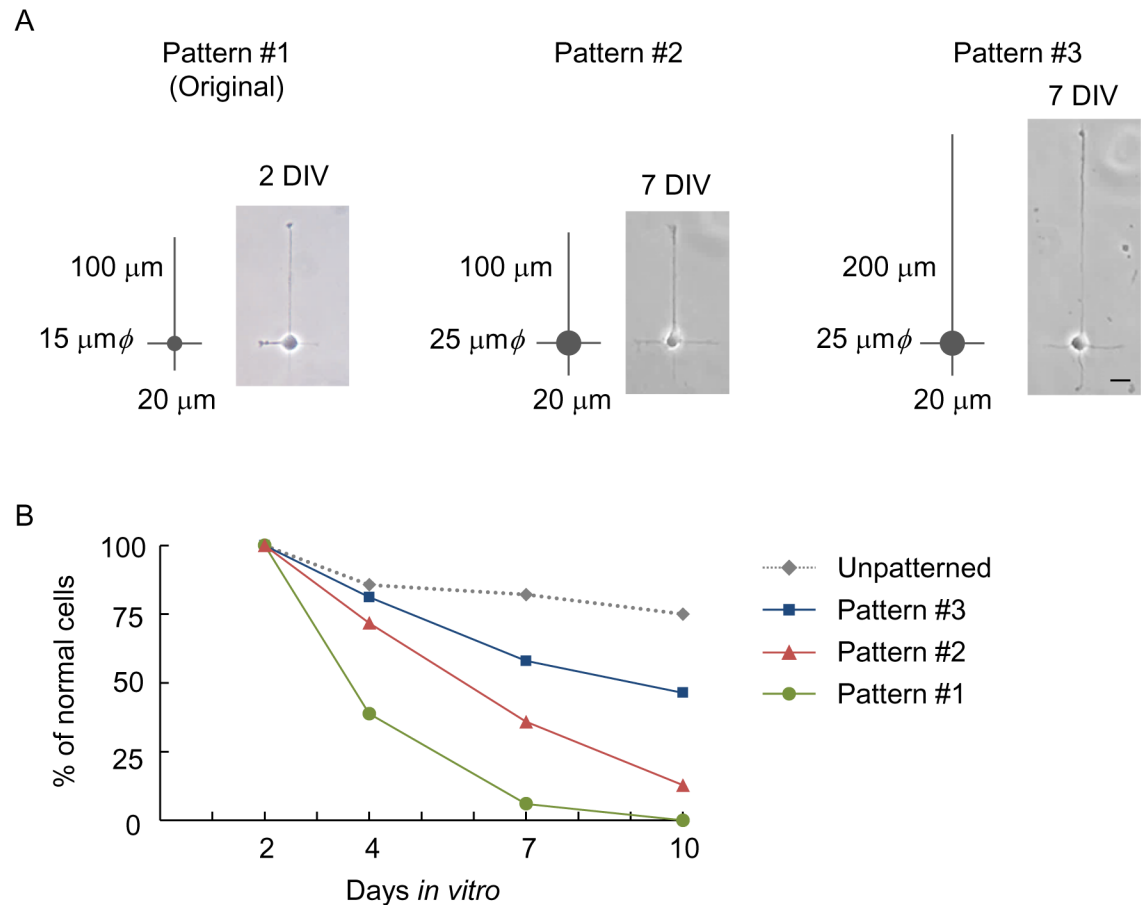 A
Pattern #1
(Original)
Pattern #2
Pattern #3
2 DIV
7 DIV
7 DIV
100 μm
15 μmϕ
20 μm
100 μm
25 μmϕ
20 μm
200 μm
25 μmϕ
20 μm
B
% of normal cells
100
75
50
25
0
2 4 7 10
Days in vitro
Unpatterned
Pattern #3
Pattern #2
Pattern #1